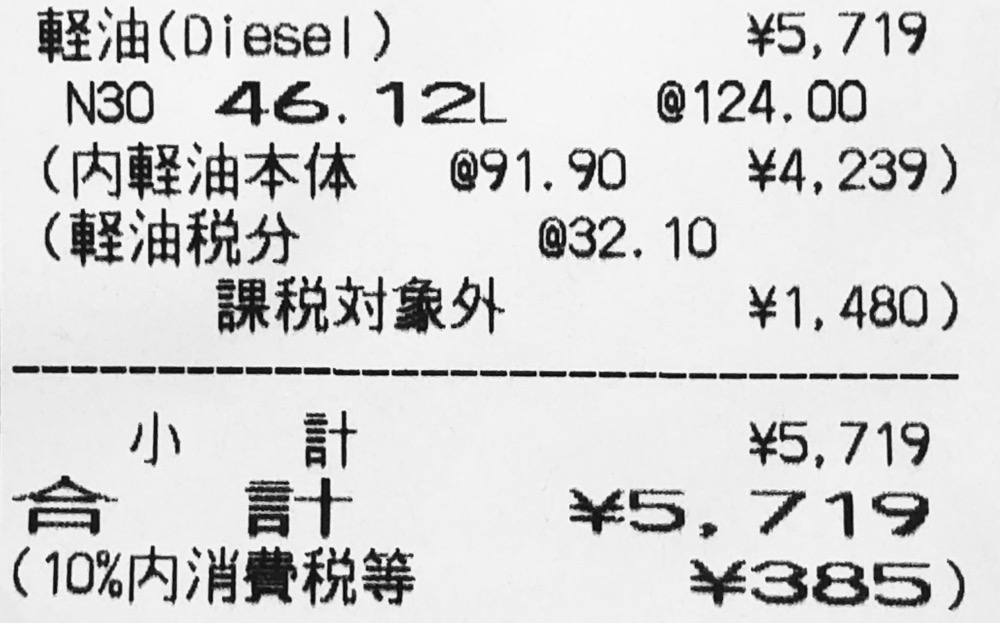 軽油(Diesel) ¥5,719
N30 46.12L @124.00
(内軽油本体 @91.90 ¥4,239)
(軽油税分 @32.10
課税対象外 ¥1,480)
小計 ¥5,719
合計 ¥5,719
(10%内消費税等 ¥385)